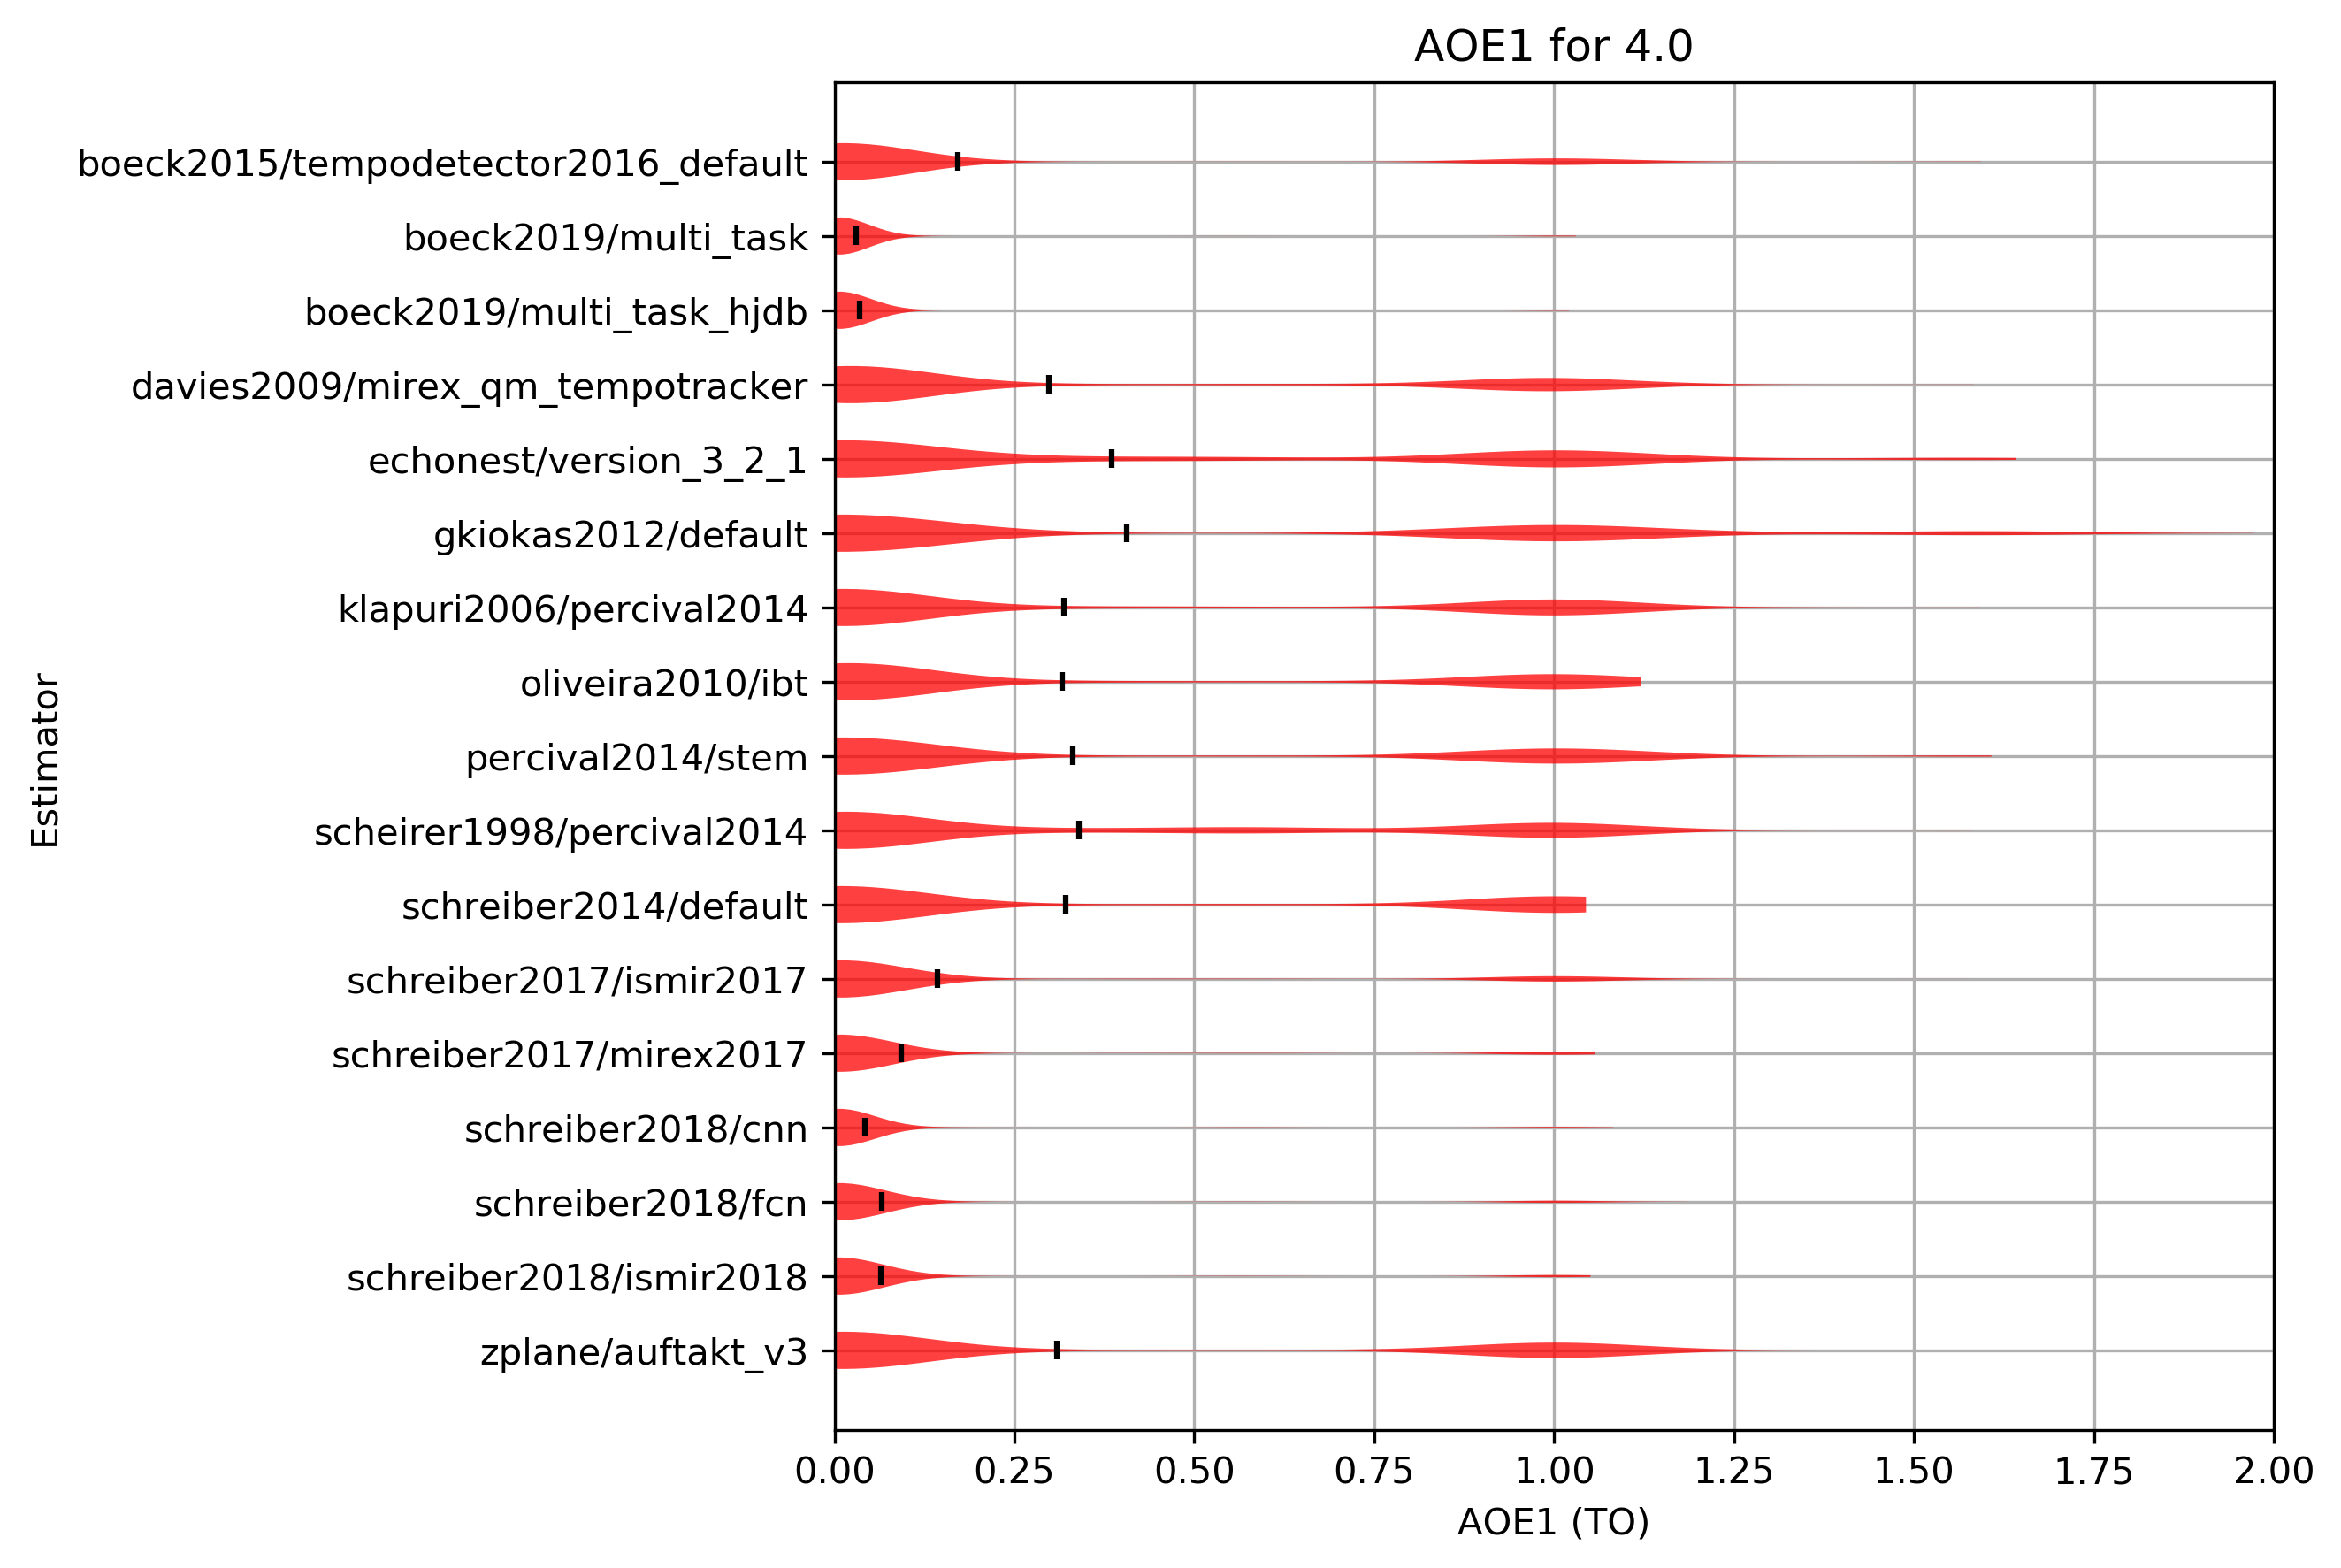 AOE1 for 4.0
boeck2015/tempodetector2016_default
boeck2019/multi_task
boeck2019/multi_task_hjdb
davies2009/mirex_qm_tempotracker
echonest/version_3_2_1
gkiokas2012/default
klapuri2006/percival2014
oliveira2010/ibt
percival2014/stem
scheirer1998/percival2014
schreiber2014/default
schreiber2017/ismir2017
schreiber2017/mirex2017
schreiber2018/cnn
schreiber2018/fcn
schreiber2018/ismir2018
zplane/auftakt_v3
Estimator
0.00 0.25 0.50 0.75 1.00 1.25 1.50 1.75 2.00
AOE1 (TO)